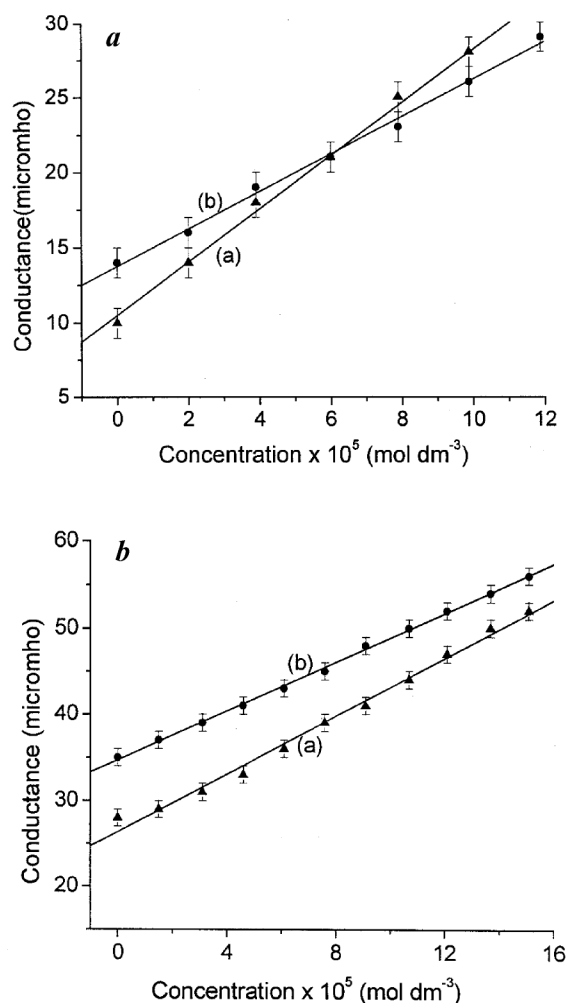 a
30
25
20
15
10
5
Conductance(micromho)
(b)
(a)
0 2 4 6 8 10 12
Concentration x 10⁵ (mol dm⁻³)
b
60
50
40
30
20
Conductance (micromho)
(b)
(a)
0 4 8 12 16
Concentration x 10⁵ (mol dm⁻³)